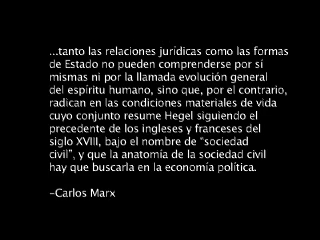 ...tanto las relaciones jurídicas como las formas
de Estado no pueden comprenderse por sí
mismas ni por la llamada evolución general
del espíritu humano, sino que, por el contrario,
radican en las condiciones materiales de vida
cuyo conjunto resume Hegel siguiendo el
precedente de los ingleses y franceses del
siglo XVIII, bajo el nombre de "sociedad
civil", y que la anatomía de la sociedad civil
hay que buscarla en la economía política.
-Carlos Marx